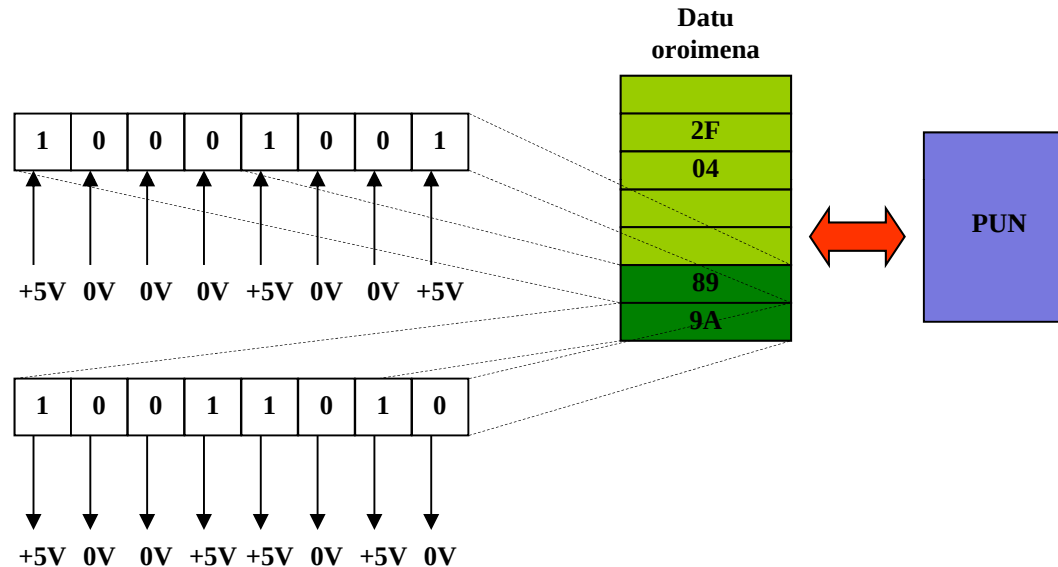 Datu
oroimena
1 0 0 0 1 0 0 1
+5V 0V 0V 0V +5V 0V 0V +5V
2F
04
89
9A
PUN
1 0 0 1 1 0 1 0
+5V 0V 0V +5V +5V 0V +5V 0V